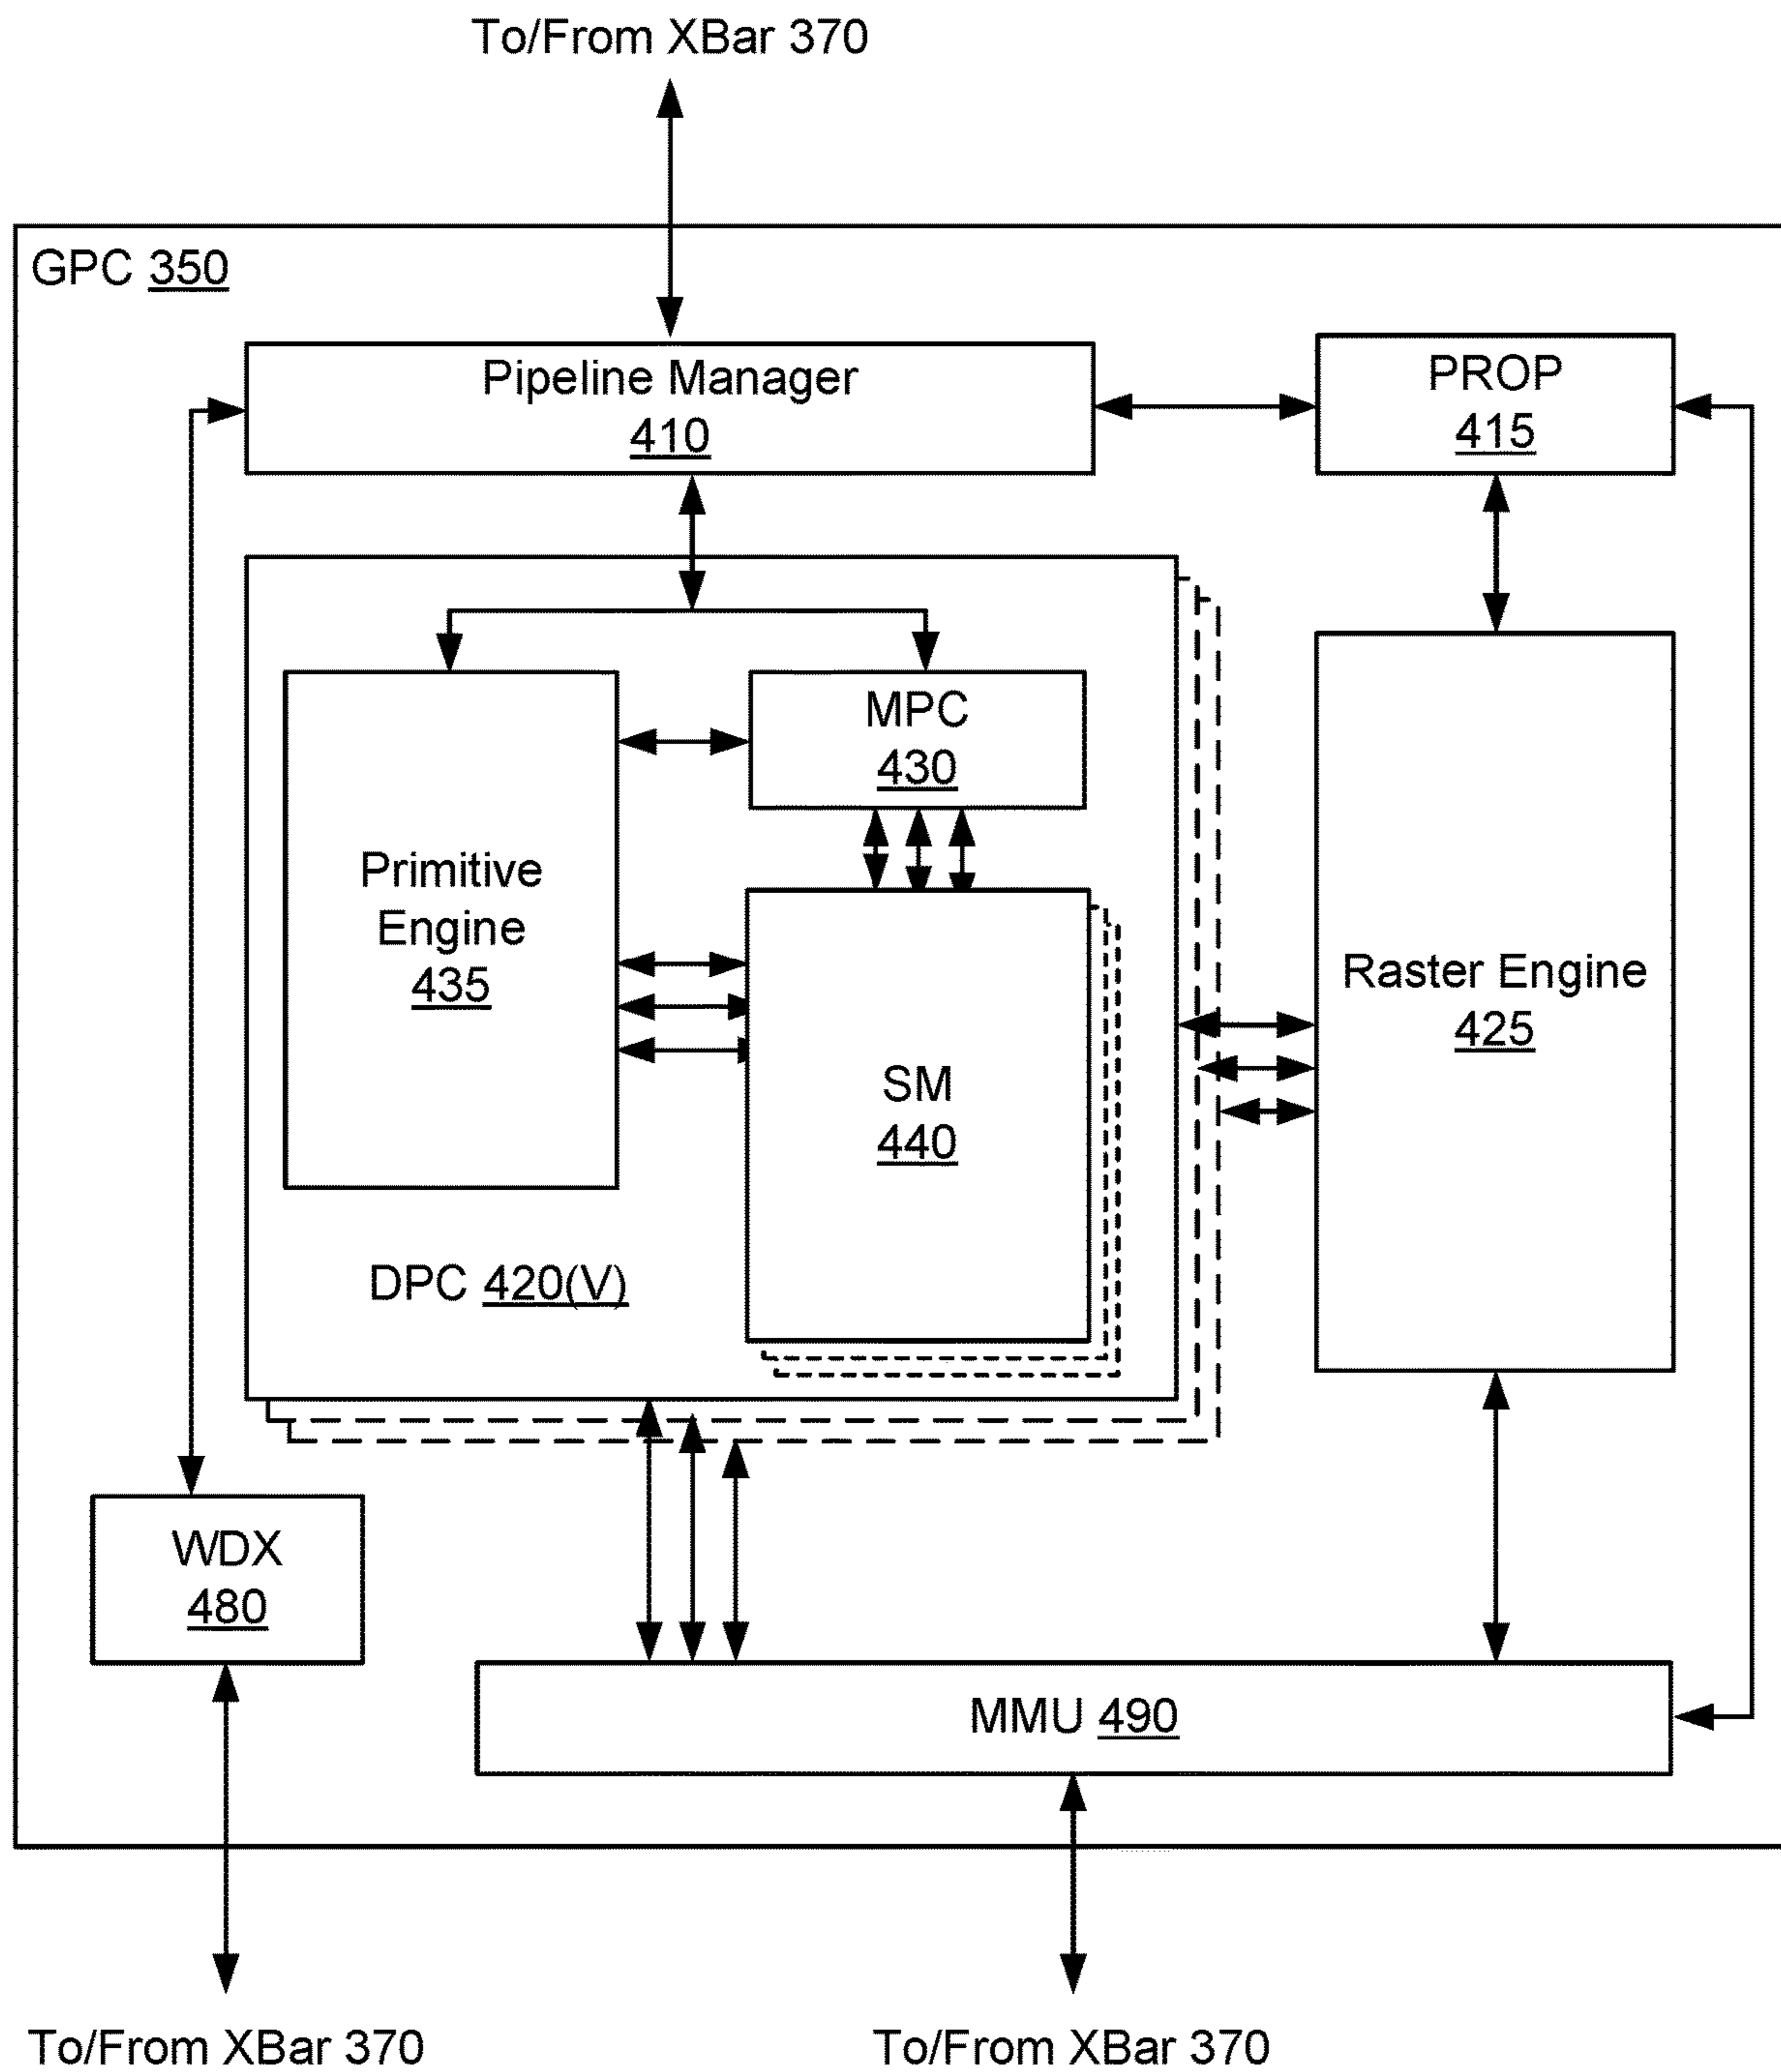 To/From XBar 370
GPC 350
Pipeline Manager
410
PROP
415
MPC
430
Primitive
Engine
435
SM
440
Raster Engine
425
DPC 420(V)
WDX
480
MMU 490
To/From XBar 370
To/From XBar 370